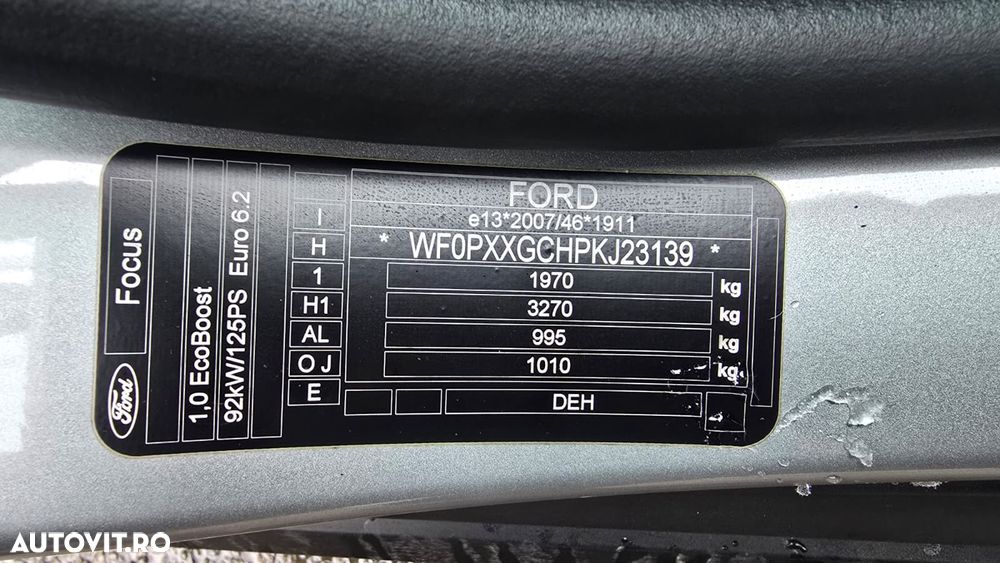 Ford
Focus
1,0 EcoBoost
92kW/125PS Euro 6.2
I
H
1
H1
AL
O J
E
FORD
e13*2007/46*1911
* WF0PXXGCHPKJ23139 *
1970 kg
3270 kg
995 kg
1010 kg
DEH
AUTOVIT.RO